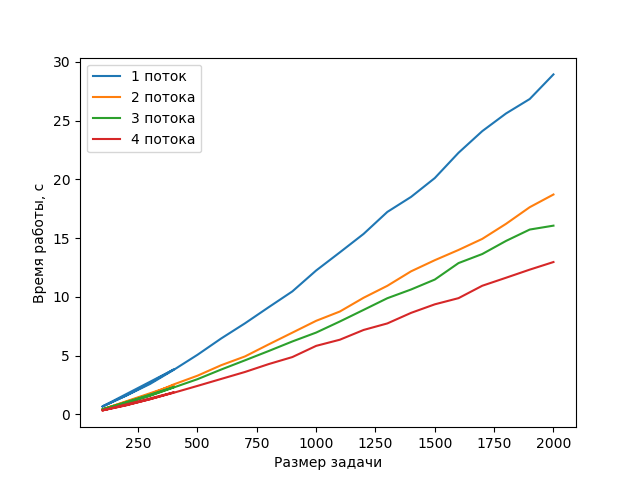 30
25
20
15
10
5
0
Время работы, с
1 поток
2 потока
3 потока
4 потока
250 500 750 1000 1250 1500 1750 2000
Размер задачи